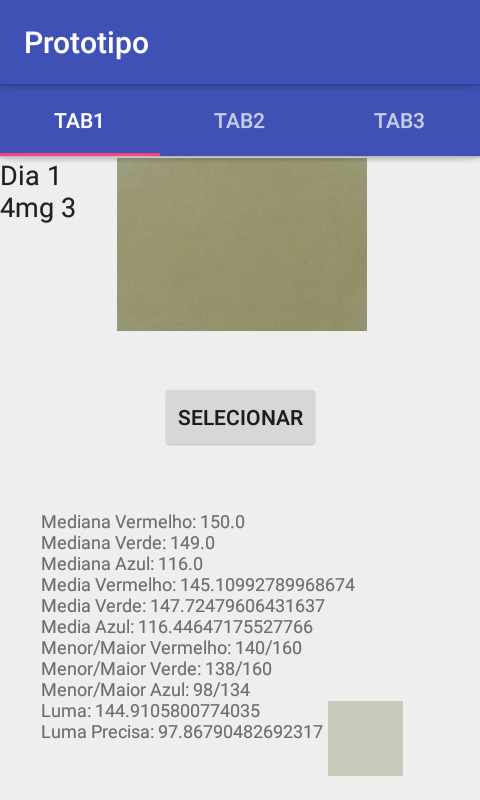 Prototipo
TAB1 TAB2 TAB3
Dia 1
4mg 3
SELECIONAR
Mediana Vermelho: 150.0
Mediana Verde: 149.0
Mediana Azul: 116.0
Media Vermelho: 145.10992789968674
Media Verde: 147.72479606431637
Media Azul: 116.44647175527766
Menor/Maior Vermelho: 140/160
Menor/Maior Verde: 138/160
Menor/Maior Azul: 98/134
Luma: 144.9105800774035
Luma Precisa: 97.86790482692317